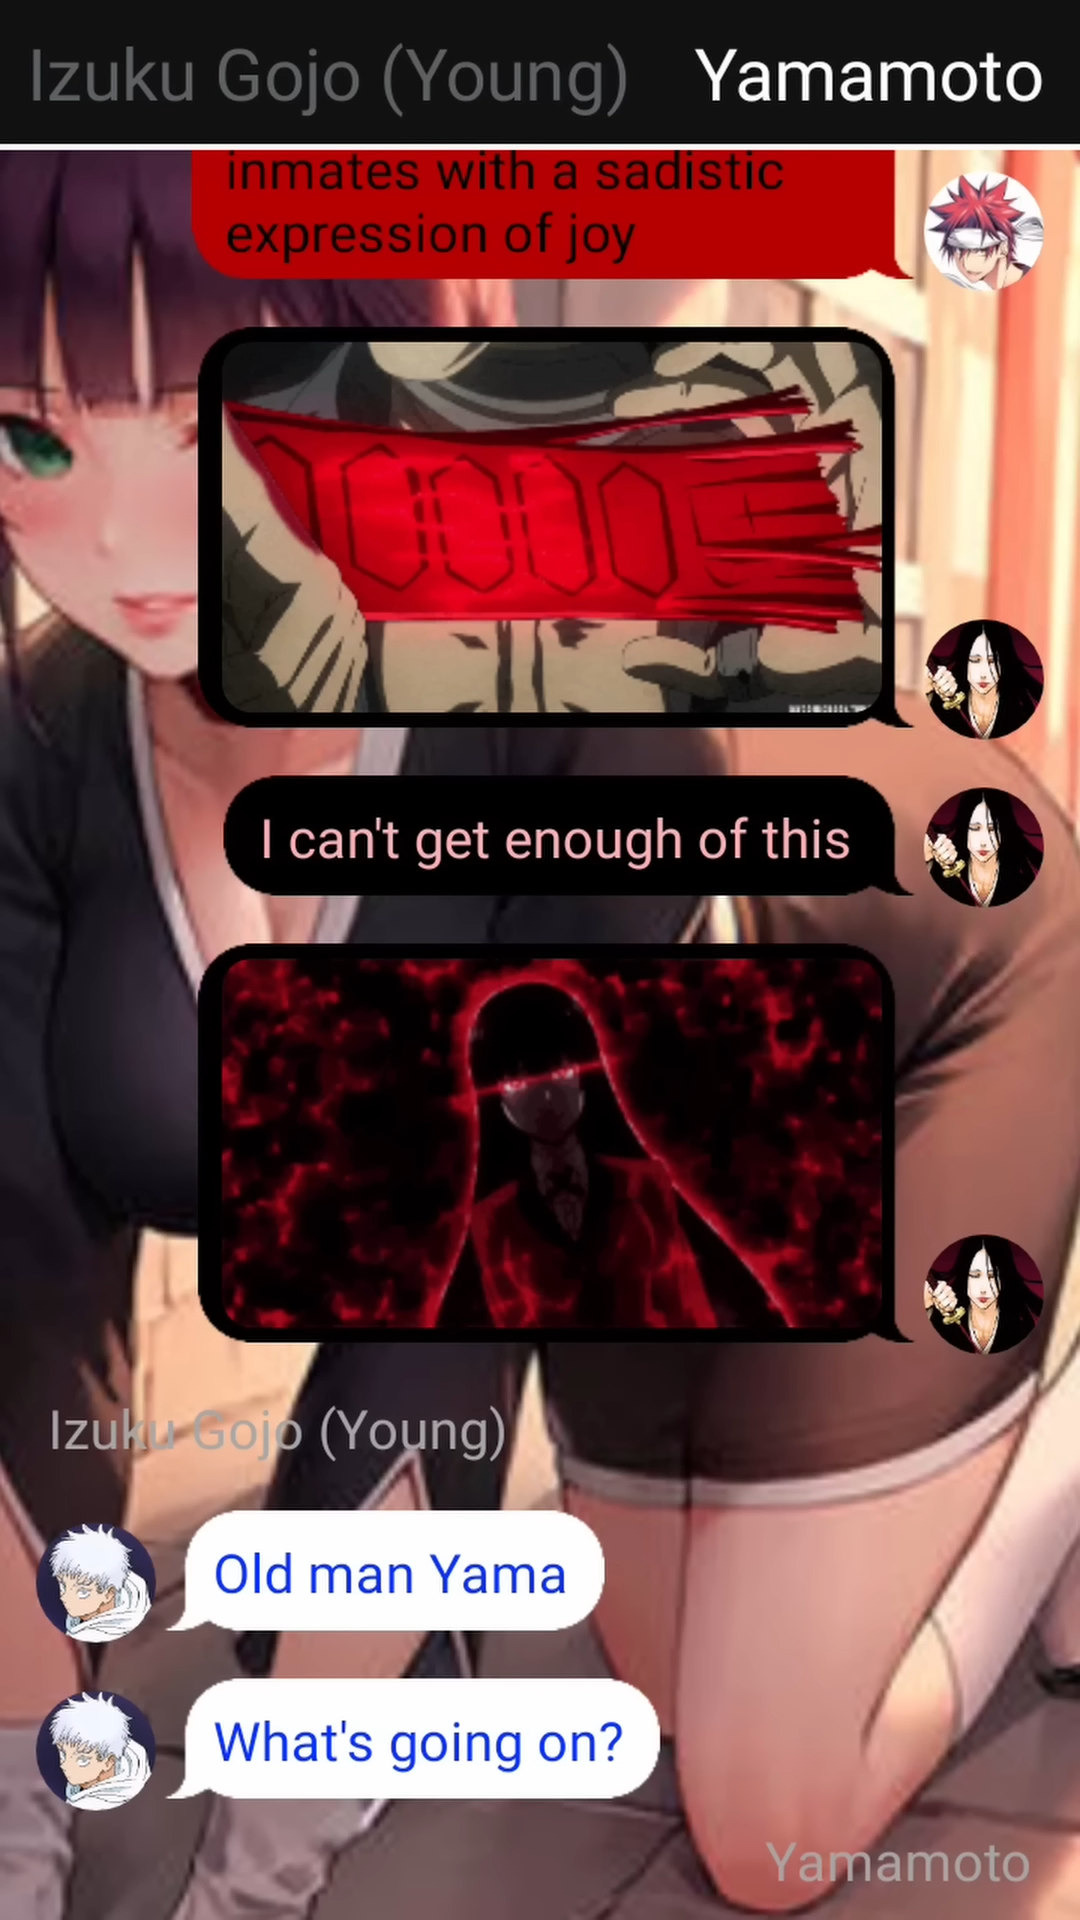 Izuku Gojo (Young) Yamamoto
inmates with a sadistic
expression of joy
I can't get enough of this
Izuku Gojo (Young)
Old man Yama
What's going on?
Yamamoto